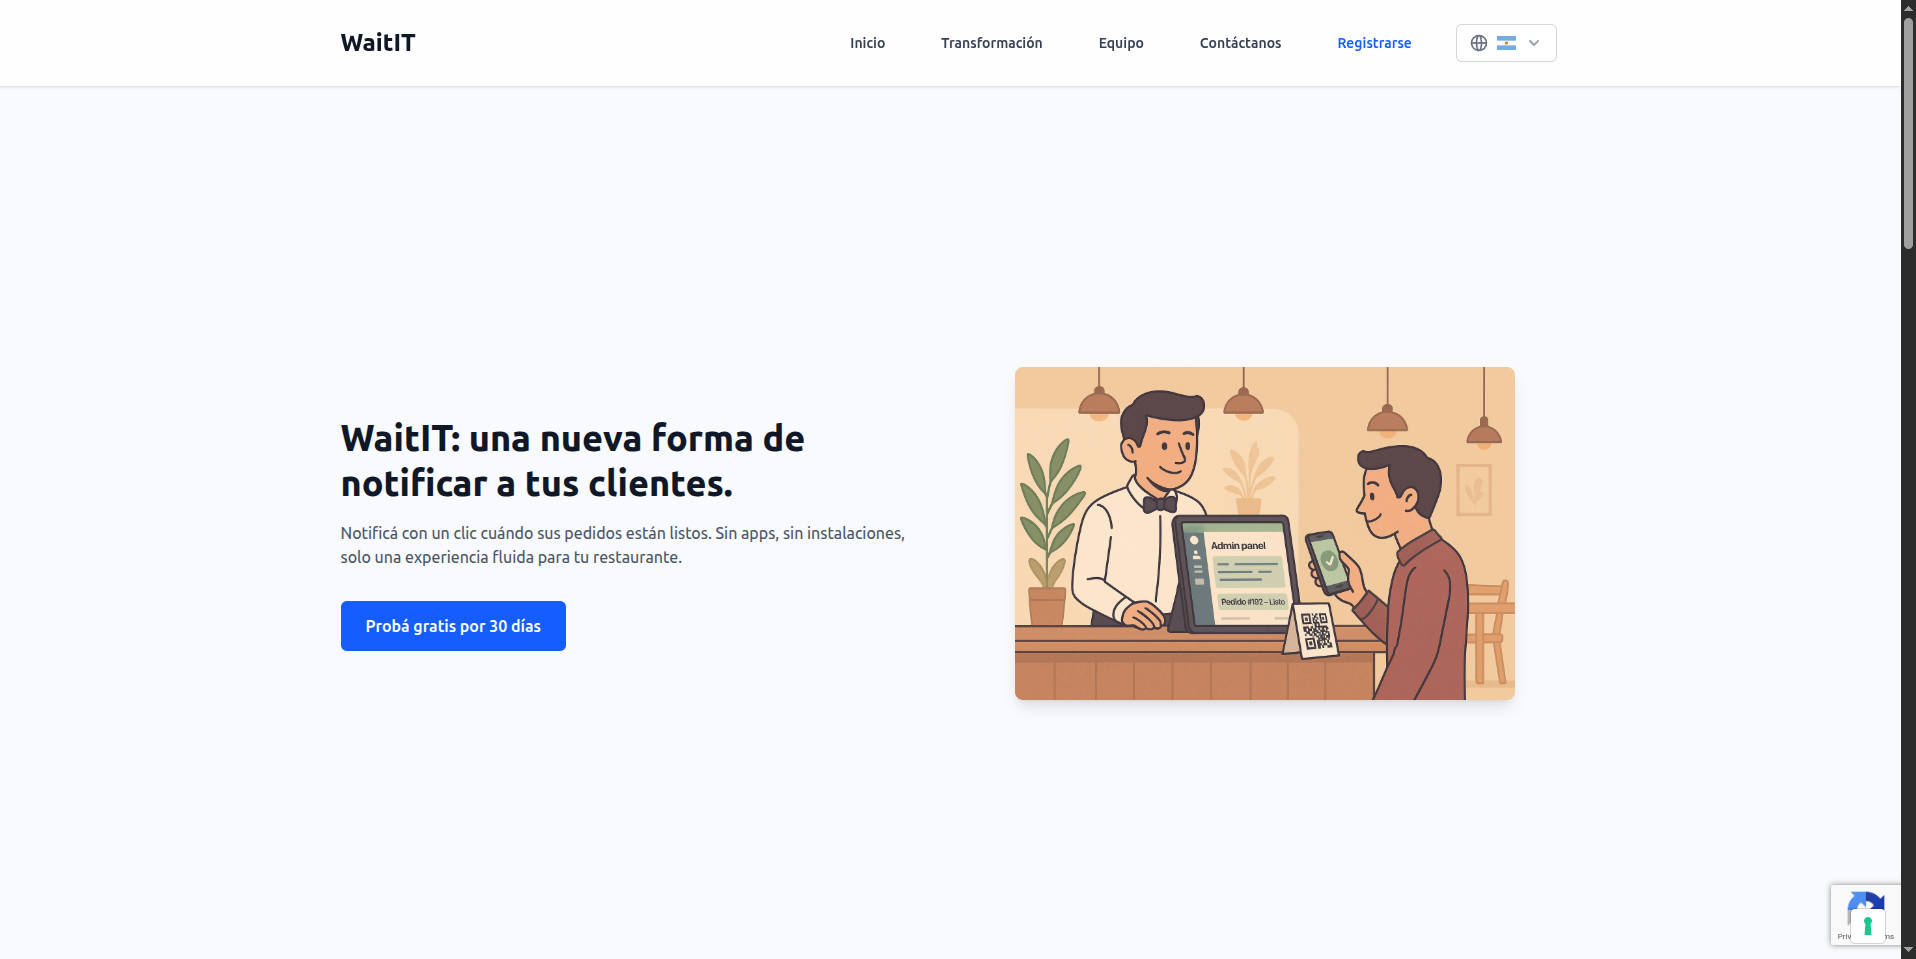 WaitIT
Inicio
Transformación
Equipo
Contáctanos
Registrarse
WaitIT: una nueva forma de
notificar a tus clientes.
Notificá con un clic cuándo sus pedidos están listos. Sin apps, sin instalaciones,
solo una experiencia fluida para tu restaurante.
Probá gratis por 30 días
Admin panel
Pedido #192 – Listo